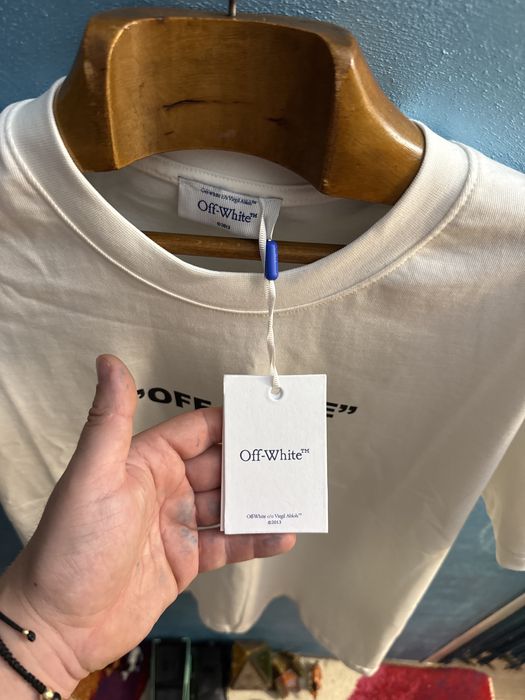 Off-White c/o Virgil Abloh™
Off-White™
©2013
"OFF E"
Off-White™
Off-White c/o Virgil Abloh™
©2013